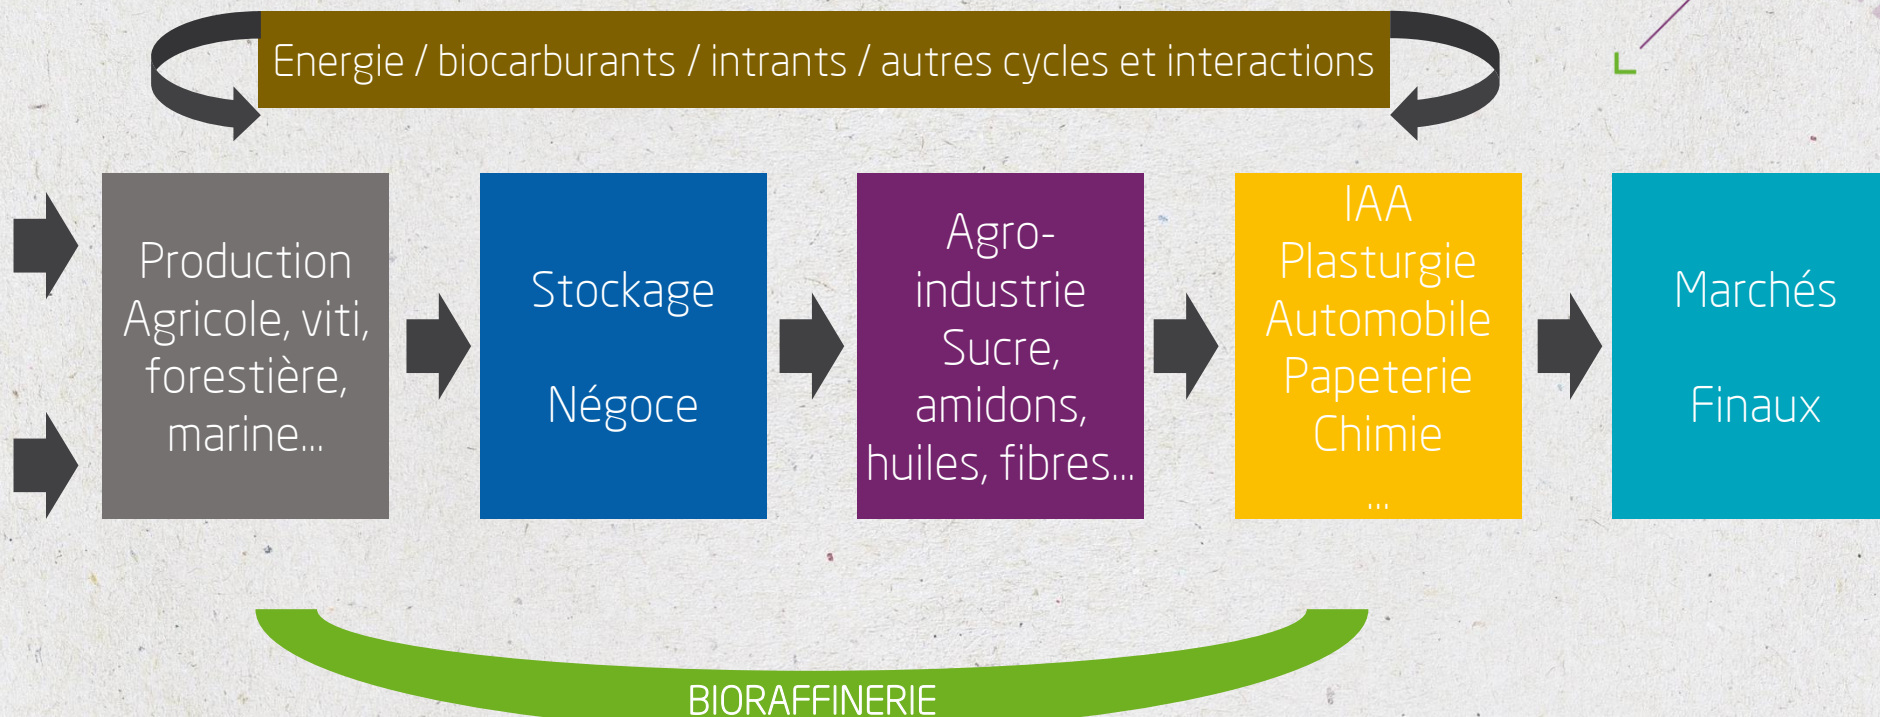 Energie / biocarburants / intrants / autres cycles et interactions
Production
Agricole, viti,
forestière,
marine...
Stockage
Négoce
Agro-
industrie
Sucre,
amidons,
huiles, fibres...
IAA
Plasturgie
Automobile
Papeterie
Chimie
...
Marchés
Finaux
BIORAFFINERIE